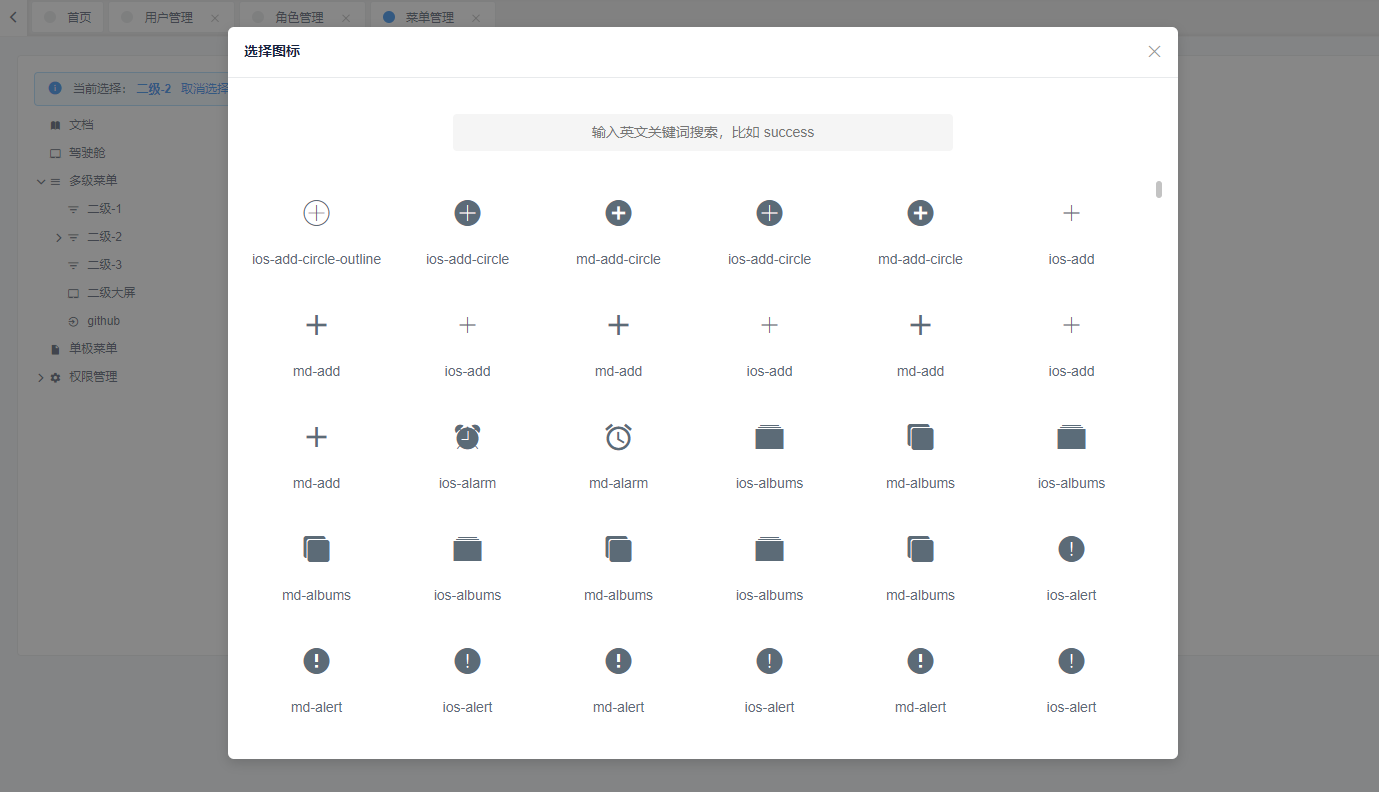 首页 用户管理 角色管理 菜单管理
选择图标
当前选择： 二级-2 取消选择
文档
驾驶舱
多级菜单
二级-1
二级-2
二级-3
二级大屏
github
单极菜单
权限管理
输入英文关键词搜索，比如 success
ios-add-circle-outline ios-add-circle md-add-circle ios-add-circle md-add-circle ios-add
md-add ios-add md-add ios-add md-add ios-add
md-add ios-alarm md-alarm ios-albums md-albums ios-albums
md-albums ios-albums md-albums ios-albums md-albums ios-alert
md-alert ios-alert md-alert ios-alert md-alert ios-alert